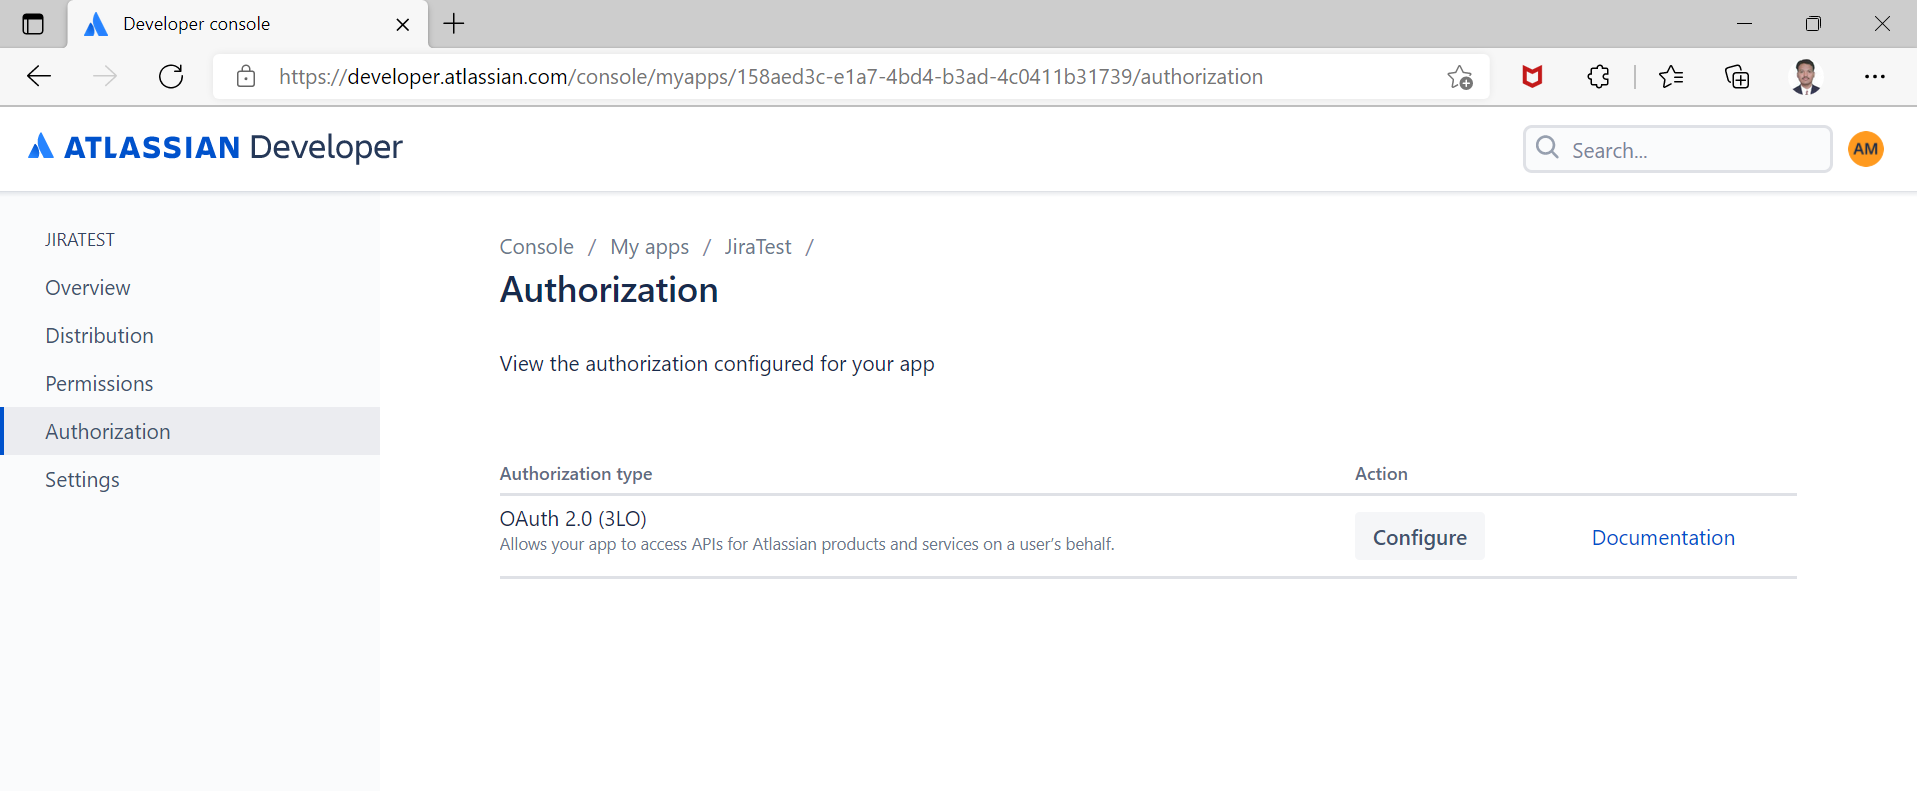 Developer console
https://developer.atlassian.com/console/myapps/158aed3c-e1a7-4bd4-b3ad-4c0411b31739/authorization
ATLASSIAN Developer
Search...
AM
JIRATEST
Overview
Distribution
Permissions
Authorization
Settings
Console / My apps / JiraTest /
Authorization
View the authorization configured for your app
Authorization type Action
OAuth 2.0 (3LO)
Allows your app to access APIs for Atlassian products and services on a user’s behalf.
Configure Documentation